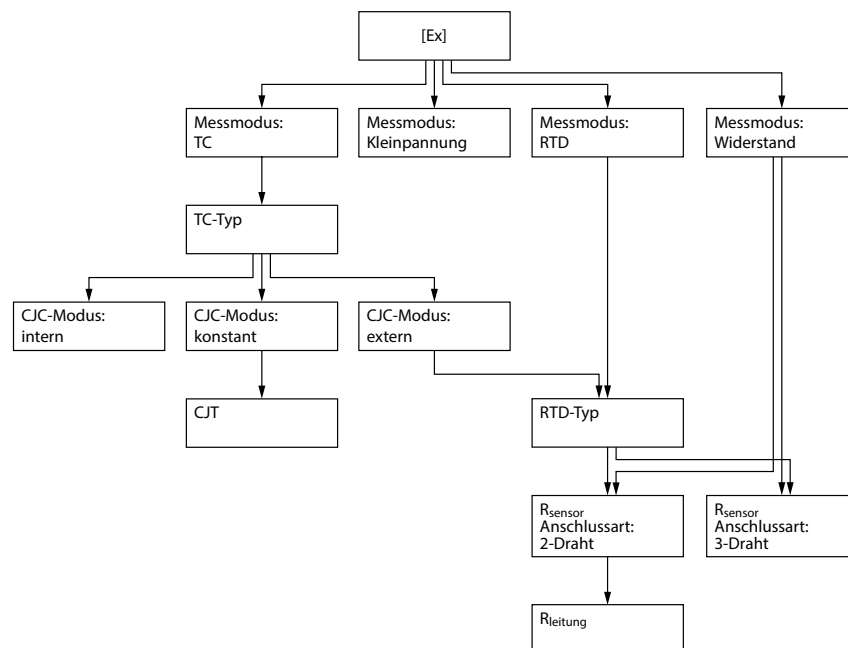 [Ex]
Messmodus:
TC
Messmodus:
Kleinpannung
Messmodus:
RTD
Messmodus:
Widerstand
TC-Typ
CJC-Modus:
intern
CJC-Modus:
konstant
CJC-Modus:
extern
CJT
RTD-Typ
Rsensor
Anschlussart:
2-Draht
Rsensor
Anschlussart:
3-Draht
Rleitung